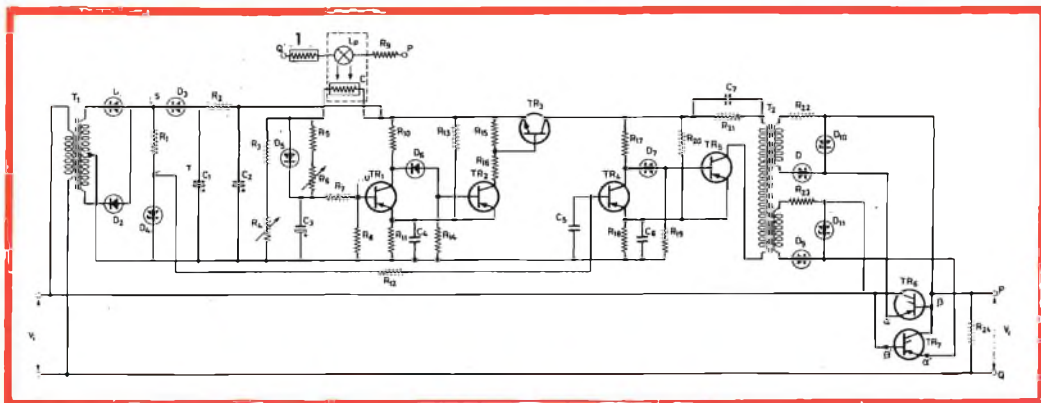 Q
1
Lo
R9
P
C
T1
S
D3
R2
R1
T
C1
C2
D2
D4
R3
R4
D5
R5
R6
C3
R7
R8
TR1
R10
R11
C4
D6
R13
R14
TR2
R15
R16
TR3
R12
C5
TR4
R17
R18
C6
D7
R19
R20
TR5
C7
R21
T2
R22
D10
D
R23
D11
D9
TR6
TR7
α
β
α'
R24
Vi
P
Q